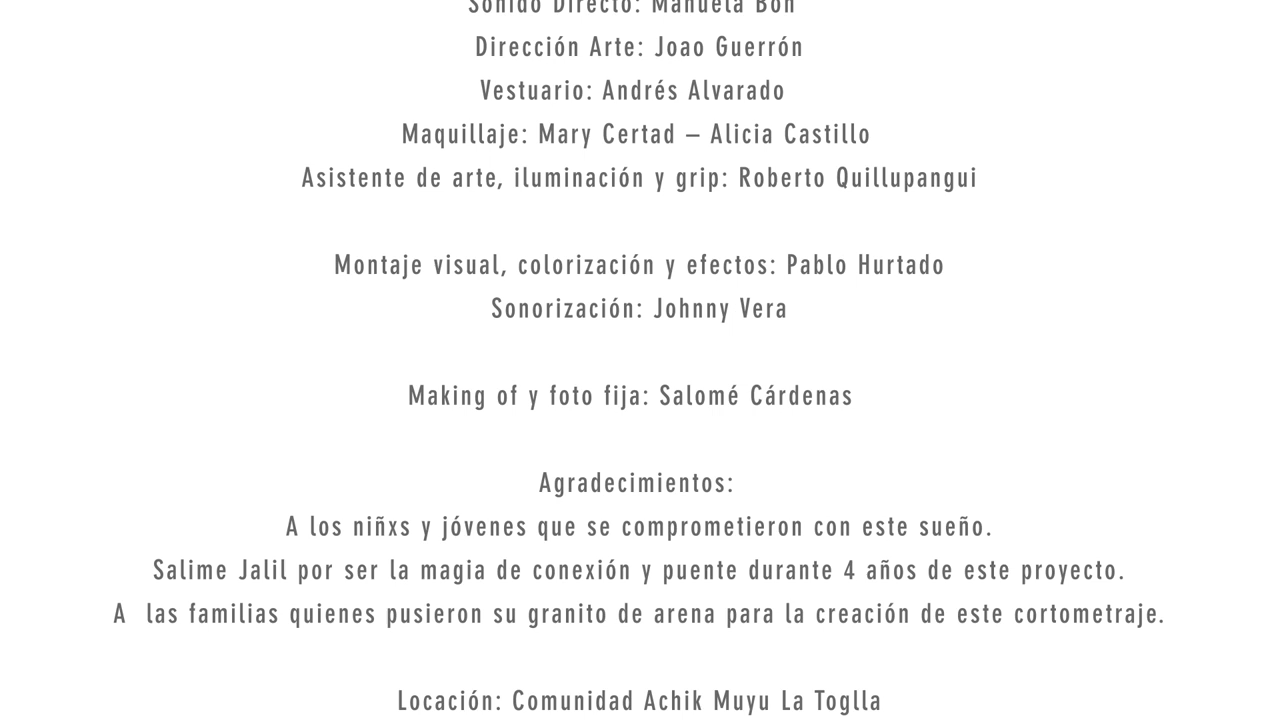 Sonido Directo: Manuela Bon
Dirección Arte: Joao Guerrón
Vestuario: Andrés Alvarado
Maquillaje: Mary Certad – Alicia Castillo
Asistente de arte, iluminación y grip: Roberto Quillupangui
Montaje visual, colorización y efectos: Pablo Hurtado
Sonorización: Johnny Vera
Making of y foto fija: Salomé Cárdenas
Agradecimientos:
A los niñxs y jóvenes que se comprometieron con este sueño.
Salime Jalil por ser la magia de conexión y puente durante 4 años de este proyecto.
A  las familias quienes pusieron su granito de arena para la creación de este cortometraje.
Locación: Comunidad Achik Muyu La Toglla